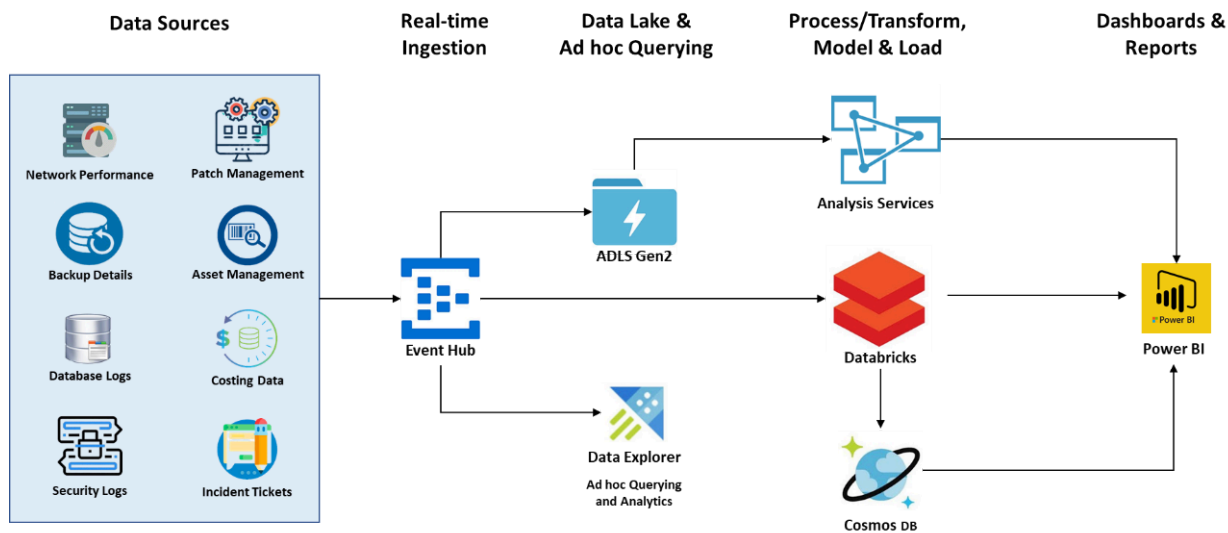 Data Sources
Real-time
Ingestion
Data Lake &
Ad hoc Querying
Process/Transform,
Model & Load
Dashboards &
Reports
Network Performance
Patch Management
Backup Details
Asset Management
Database Logs
Costing Data
Security Logs
Incident Tickets
Event Hub
ADLS Gen2
Data Explorer
Ad hoc Querying
and Analytics
Analysis Services
Databricks
Cosmos DB
Power BI
Power BI